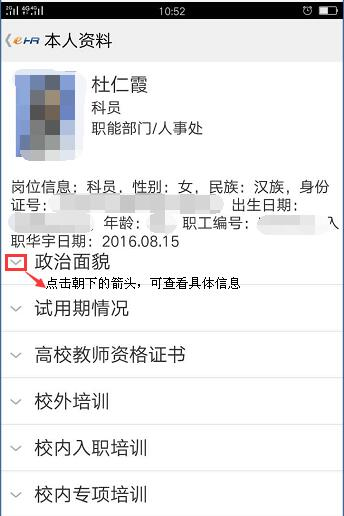 2G 4G 4G 10:52
eHR 本人资料
杜仁霞
科员
职能部门/人事处
岗位信息：科员，性别：女，民族：汉族，身份
证号： 出生日期：
，年龄： 职工编号： 入
职华宇日期：2016.08.15
政治面貌
点击朝下的箭头，可查看具体信息
试用期情况
高校教师资格证书
校外培训
校内入职培训
校内专项培训